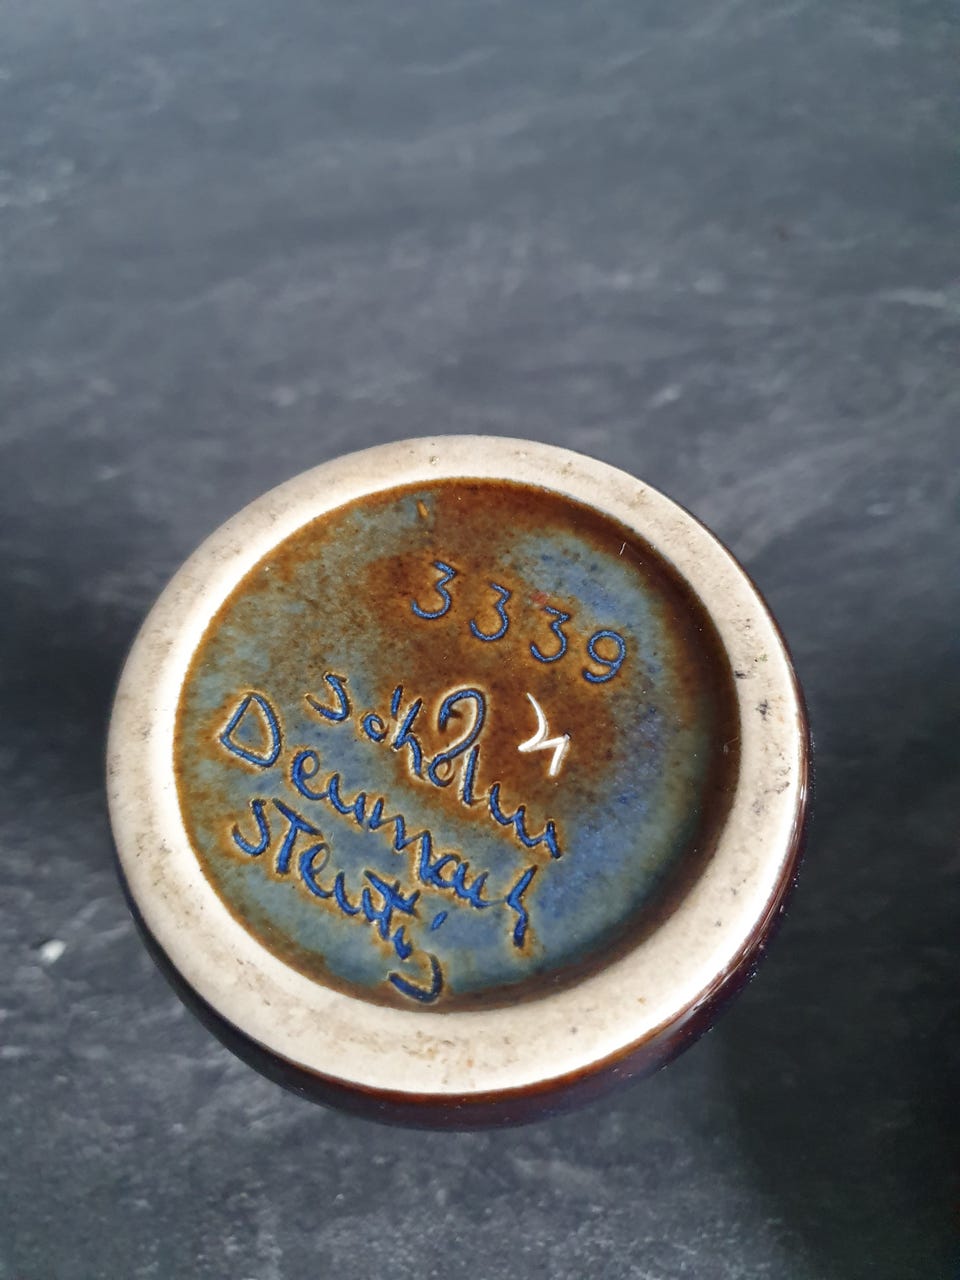 3339
Søholm
Denmark
Stentøj